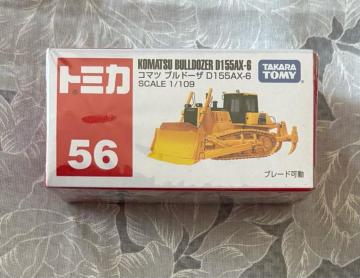 トミカ
56
KOMATSU BULLDOZER D155AX-6
コマツ ブルドーザ D155AX-6
SCALE 1/109
TAKARA
TOMY
ブレード可動